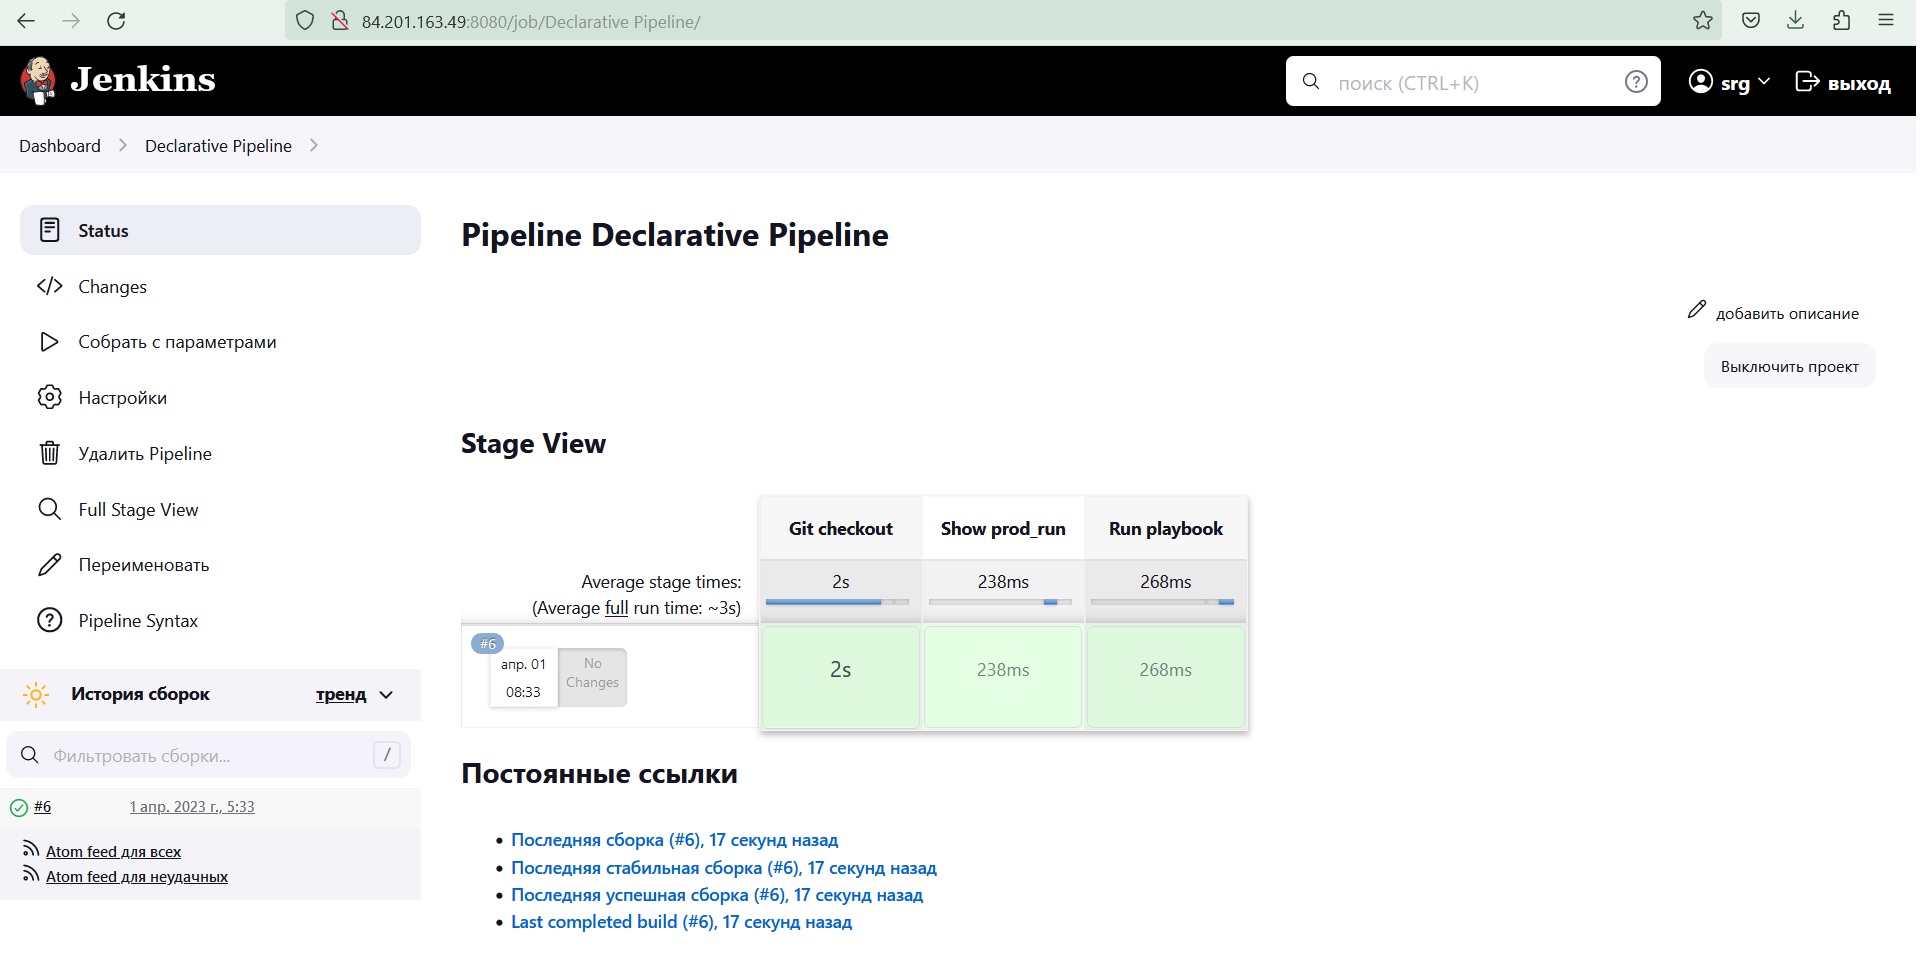 84.201.163.49:8080/job/Declarative Pipeline/
Jenkins
поиск (CTRL+K)
?
srg
выход
Dashboard
Declarative Pipeline
Status
Changes
Собрать с параметрами
Настройки
Удалить Pipeline
Full Stage View
Переименовать
Pipeline Syntax
История сборок
тренд
Фильтровать сборки...
/
#6
1 апр. 2023 г., 5:33
Atom feed для всех
Atom feed для неудачных
Pipeline Declarative Pipeline
добавить описание
Выключить проект
Stage View
Git checkout
Show prod_run
Run playbook
Average stage times:
(Average full run time: ~3s)
2s
238ms
268ms
#6
апр. 01
08:33
No
Changes
2s
238ms
268ms
Постоянные ссылки
• Последняя сборка (#6), 17 секунд назад
• Последняя стабильная сборка (#6), 17 секунд назад
• Последняя успешная сборка (#6), 17 секунд назад
• Last completed build (#6), 17 секунд назад